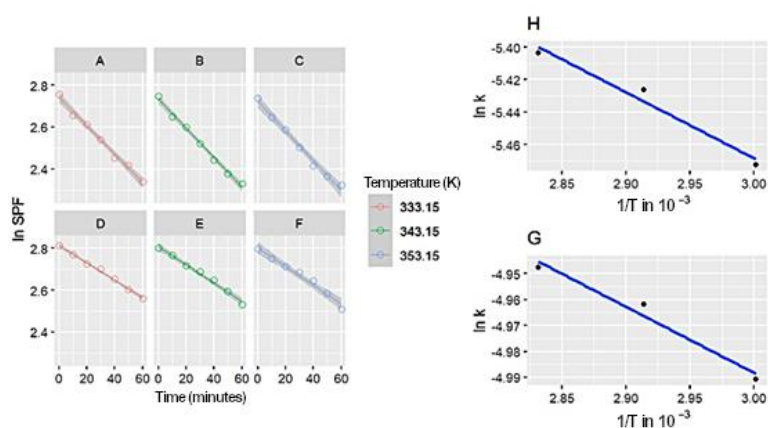 A B C
2.8
2.6
2.4
D E F
2.8
2.6
2.4
0 20 40 60 0 20 40 60 0 20 40 60
Time (minutes)
ln SPF
Temperature (K)
333.15
343.15
353.15
H
-5.40
-5.42
-5.44
-5.46
ln k
2.85 2.90 2.95 3.00
1/T in 10⁻³
G
-4.95
-4.96
-4.97
-4.98
-4.99
ln k
2.85 2.90 2.95 3.00
1/T in 10⁻³